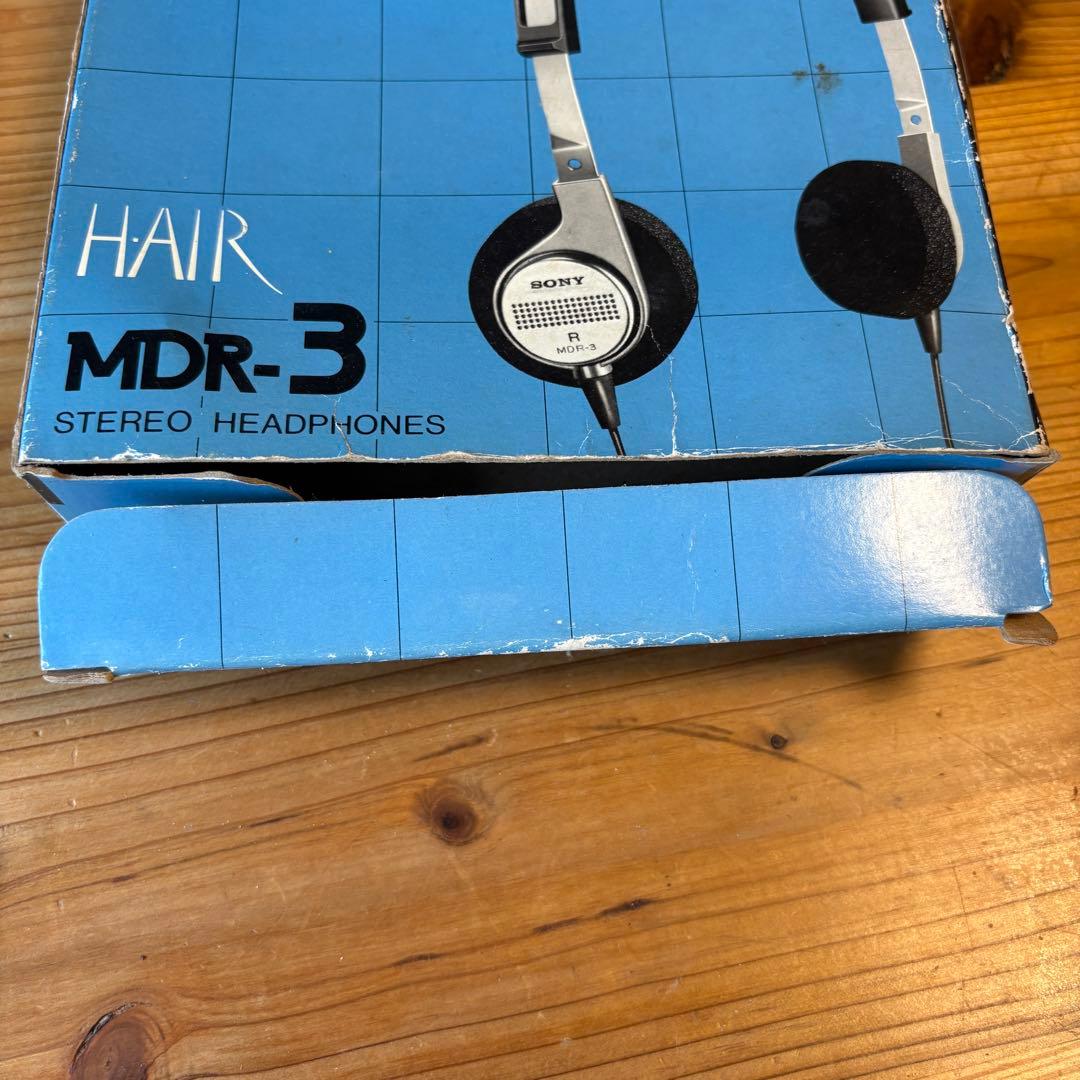 H·AIR
MDR-3
STEREO HEADPHONES
SONY
R
MDR-3